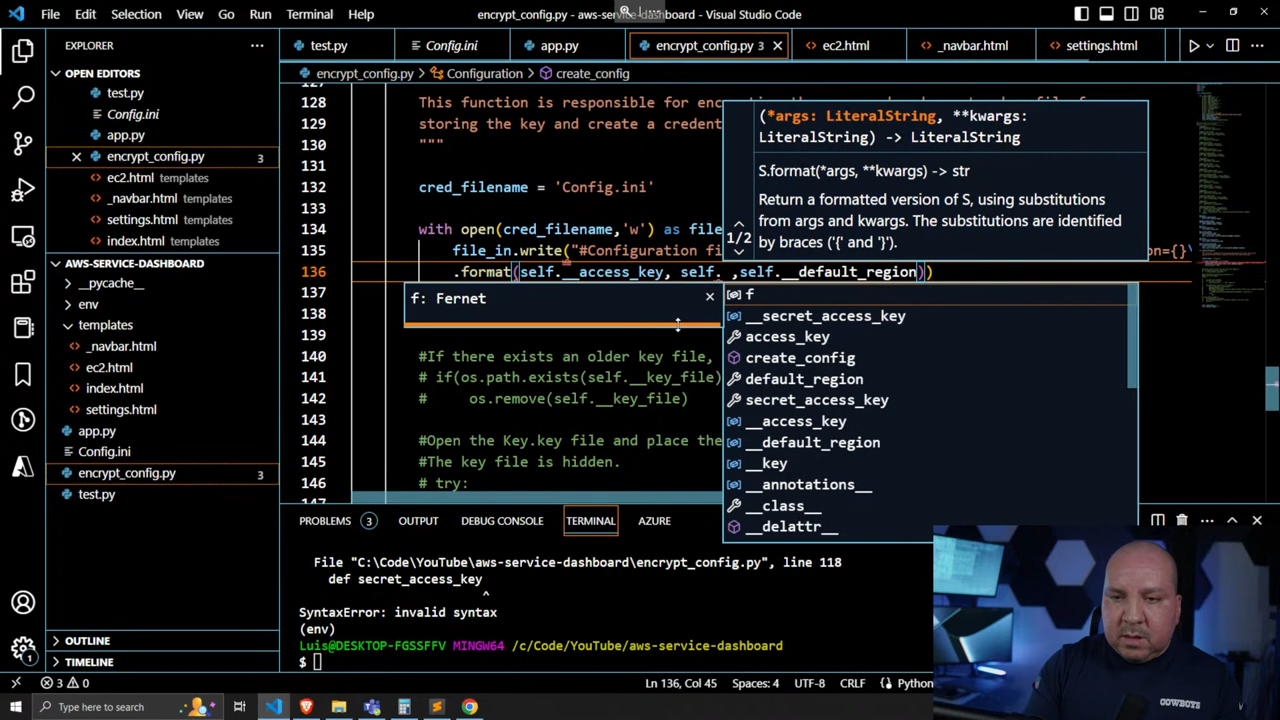 File Edit Selection View Go Run Terminal Help encrypt_config.py - aws-service-dashboard - Visual Studio Code
EXPLORER
OPEN EDITORS
test.py
Config.ini
app.py
encrypt_config.py 3
ec2.html templates
_navbar.html templates
settings.html templates
index.html templates
AWS-SERVICE-DASHBOARD
__pycache__
env
templates
_navbar.html
ec2.html
index.html
settings.html
app.py
Config.ini
encrypt_config.py 3
test.py
OUTLINE
TIMELINE
test.py Config.ini app.py encrypt_config.py 3 ec2.html _navbar.html settings.html
encrypt_config.py > Configuration > create_config
128 This function is responsible for
129 storing the key and create a
130 """
131
132 cred_filename = 'Config.ini'
133
134 with open(cred_filename,'w') as
135 file_in.write("#Configuration ={}
136 .format(self.__access_key, self. ,self.__default_region))
137
138
139
140 #If there exists an older key file,
141 # if(os.path.exists(self.__key_file)
142 # os.remove(self.__key_file)
143
144 #Open the Key.key file and place the
145 #The key file is hidden.
146 # try:
(*args: LiteralString, **kwargs:
LiteralString) -> LiteralString
S.format(*args, **kwargs) -> str
Return a formatted version of S, using substitutions
from args and kwargs. The substitutions are identified
by braces ('{' and '}').
1/2
f: Fernet
f
__secret_access_key
access_key
create_config
default_region
secret_access_key
__access_key
__default_region
__key
__annotations__
__class__
__delattr__
PROBLEMS 3 OUTPUT DEBUG CONSOLE TERMINAL AZURE
File "C:\Code\YouTube\aws-service-dashboard\encrypt_config.py", line 118
def secret_access_key
^
SyntaxError: invalid syntax
(env)
Luis@DESKTOP-FGSSFFV MINGW64 /c/Code/YouTube/aws-service-dashboard
$
COWBOYS
3 0 Ln 136, Col 45 Spaces: 4 UTF-8 CRLF Python
Type here to search